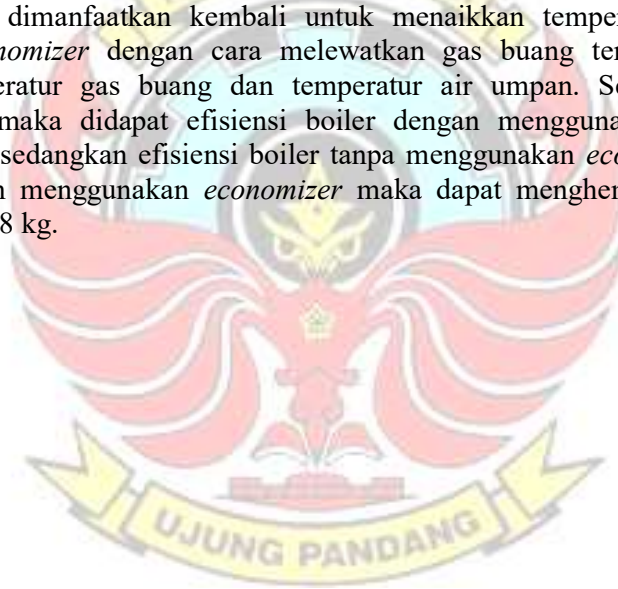 dimanfaatkan kembali untuk menaikkan temper
nomizer dengan cara melewatkan gas buang ter
eratur gas buang dan temperatur air umpan. Se
maka didapat efisiensi boiler dengan mengguna
sedangkan efisiensi boiler tanpa menggunakan eco
n menggunakan economizer maka dapat menghem
8 kg.
UJUNG PANDANG